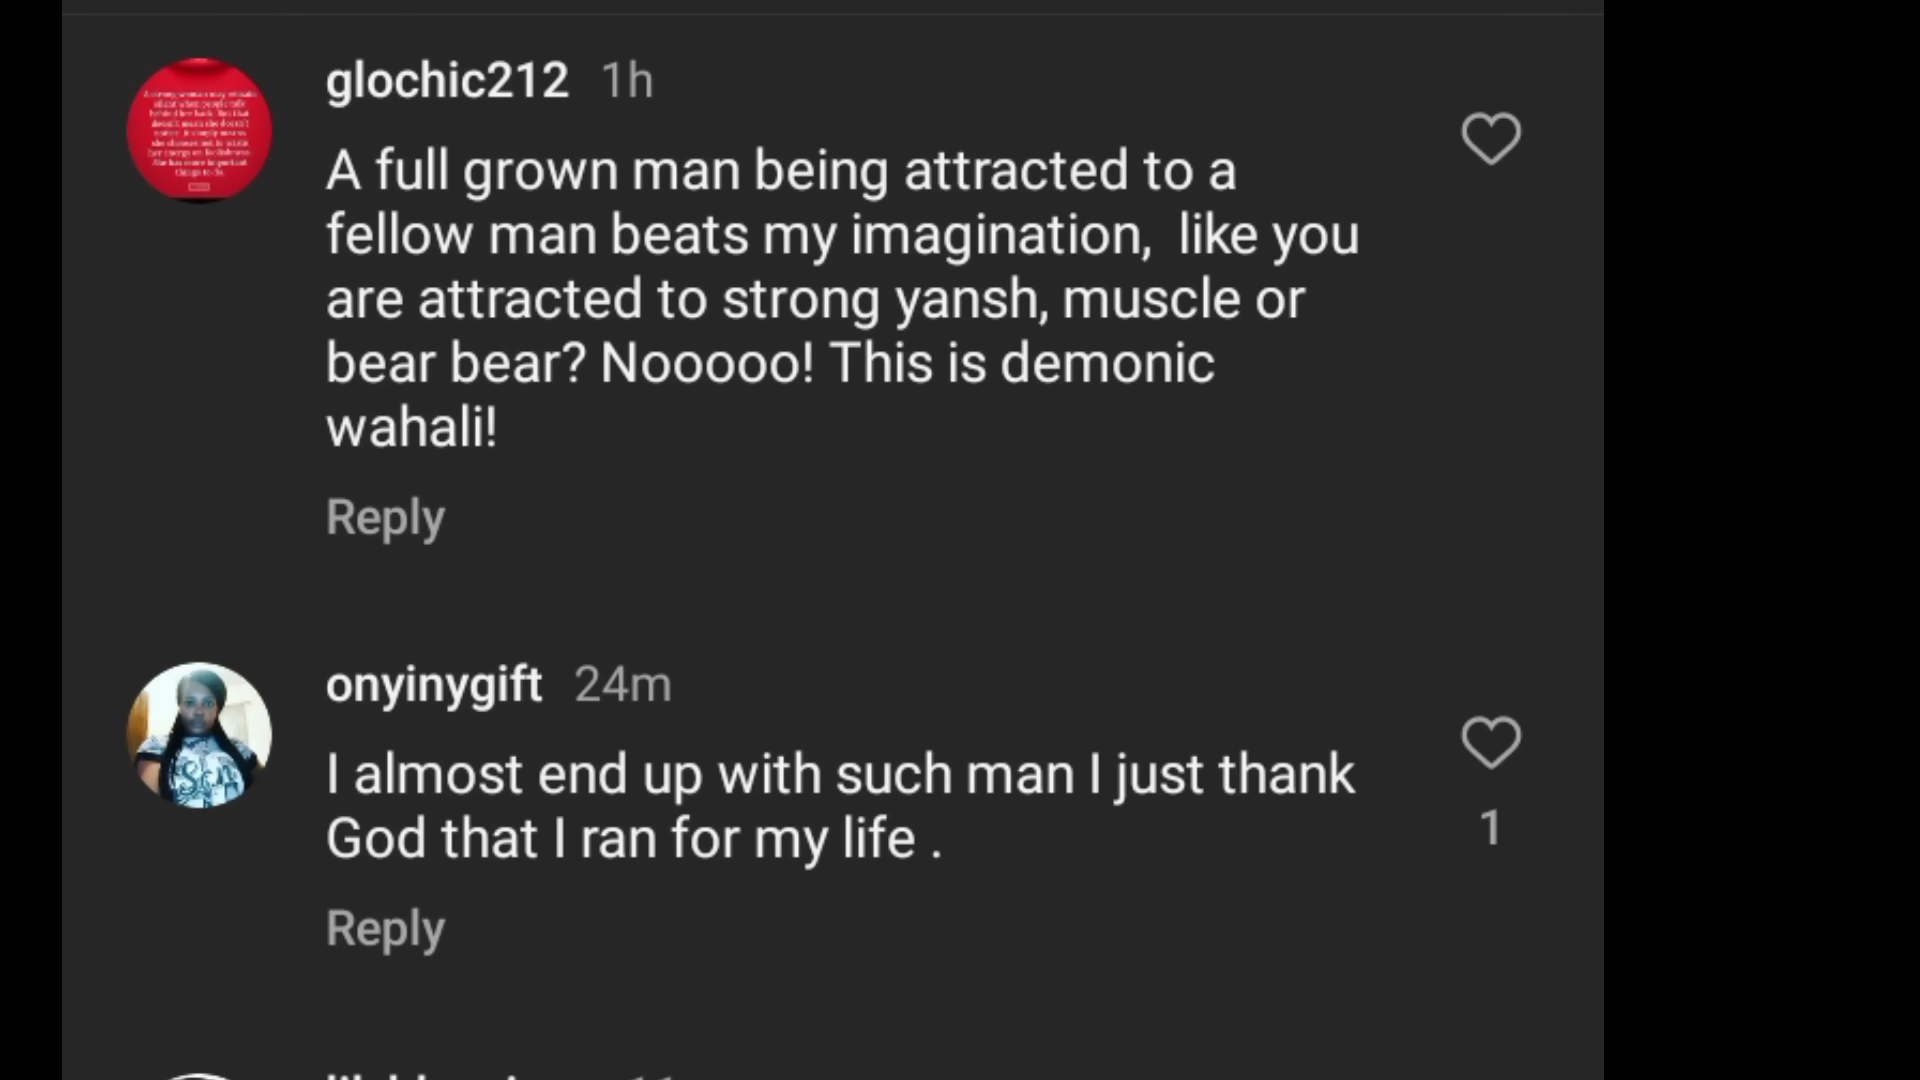 glochic212 1h
A full grown man being attracted to a
fellow man beats my imagination,  like you
are attracted to strong yansh, muscle or
bear bear? Nooooo! This is demonic
wahali!
Reply
onyinygift 24m
I almost end up with such man I just thank
God that I ran for my life .
1
Reply